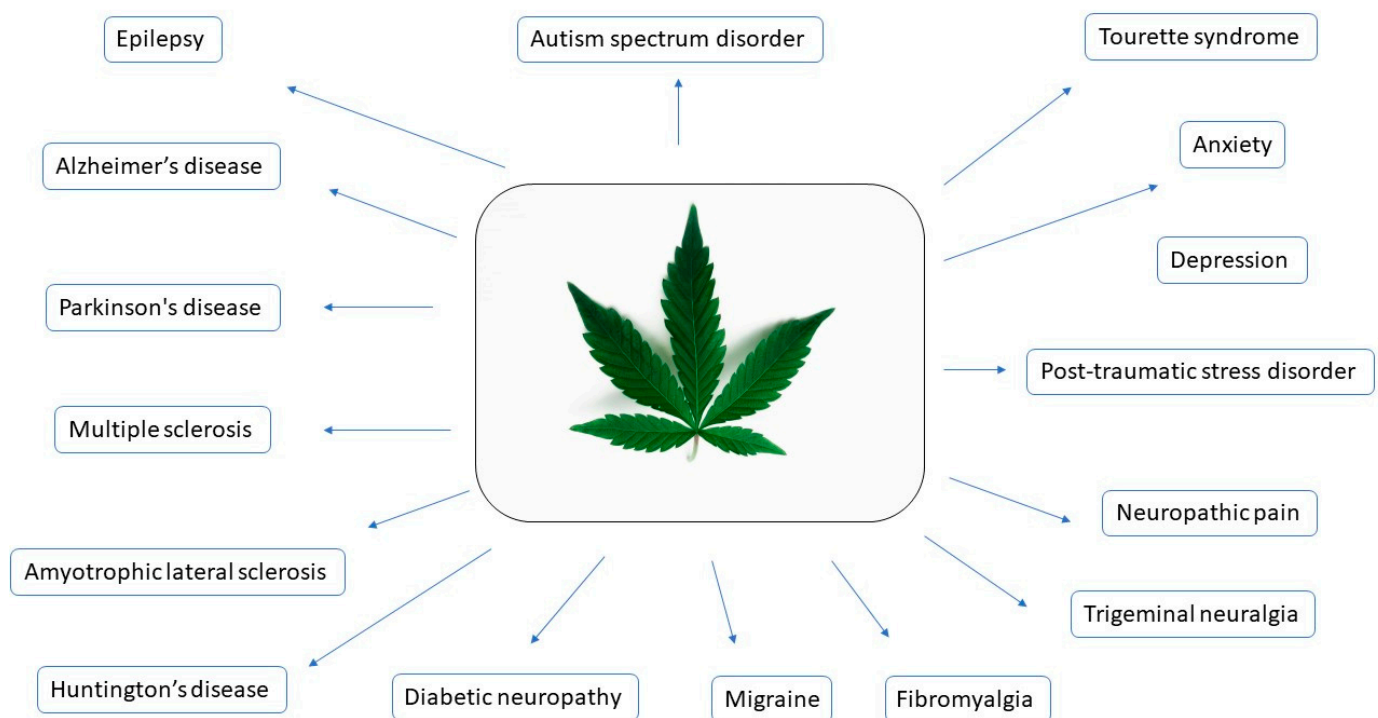 Epilepsy
Autism spectrum disorder
Tourette syndrome
Anxiety
Alzheimer’s disease
Depression
Parkinson's disease
Post-traumatic stress disorder
Multiple sclerosis
Neuropathic pain
Amyotrophic lateral sclerosis
Trigeminal neuralgia
Huntington’s disease
Diabetic neuropathy
Migraine
Fibromyalgia